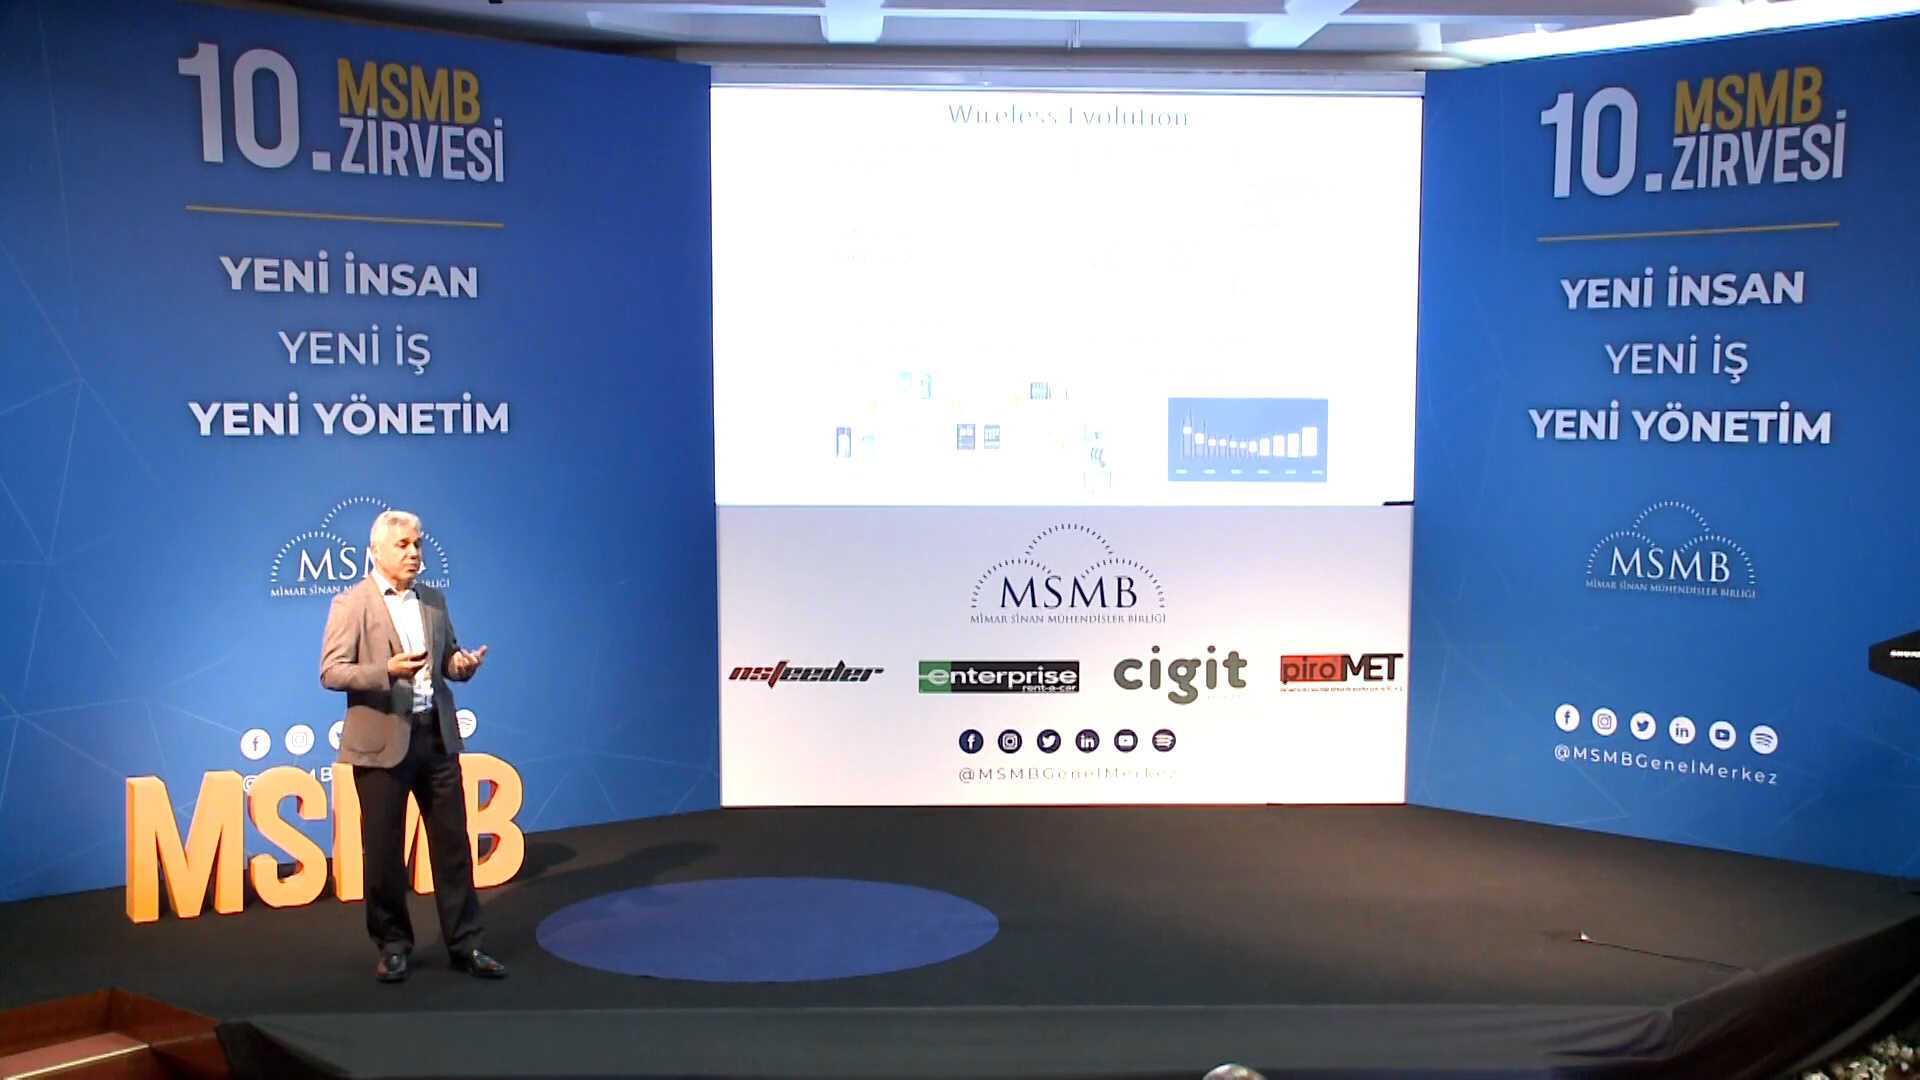 10. MSMB
ZİRVESİ
YENİ İNSAN
YENİ İŞ
YENİ YÖNETİM
MSMB
Wireless Evolution
MSMB
MİMAR SİNAN MÜHENDİSLER BİRLİĞİ
nsfeeder
enterprise
rent-a-car
cigit
piroMET
@MSMBGenelMerkez
10. MSMB
ZİRVESİ
YENİ İNSAN
YENİ İŞ
YENİ YÖNETİM
MSMB
MİMAR SİNAN MÜHENDİSLER BİRLİĞİ
@MSMBGenelMerkez